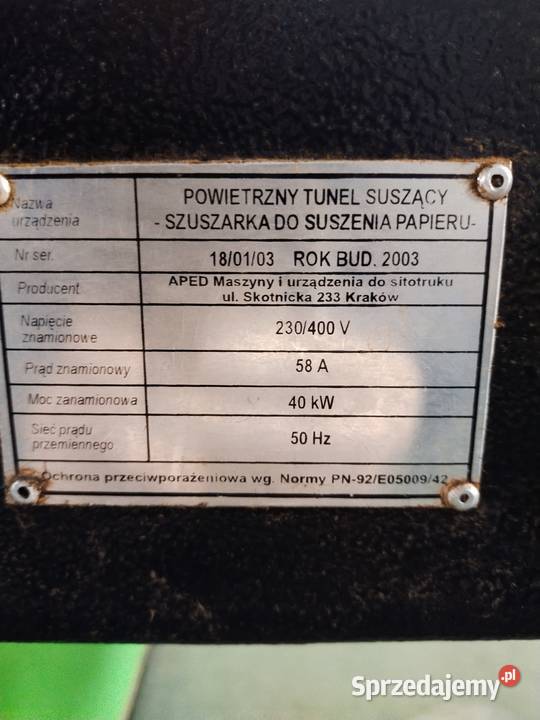 Nazwa urządzenia
POWIETRZNY TUNEL SUSZĄCY
- SZUSZARKA DO SUSZENIA PAPIERU-
Nr ser.
18/01/03 ROK BUD. 2003
Producent
APED Maszyny i urządzenia do sitotruku
ul. Skotnicka 233 Kraków
Napięcie
znamionowe
230/400 V
Prąd znamionowy
58 A
Moc zanamionowa
40 kW
Sieć prądu
przemiennego
50 Hz
Ochrona przeciwporażeniowa wg. Normy PN-92/E05009/42
Sprzedajemy.pl